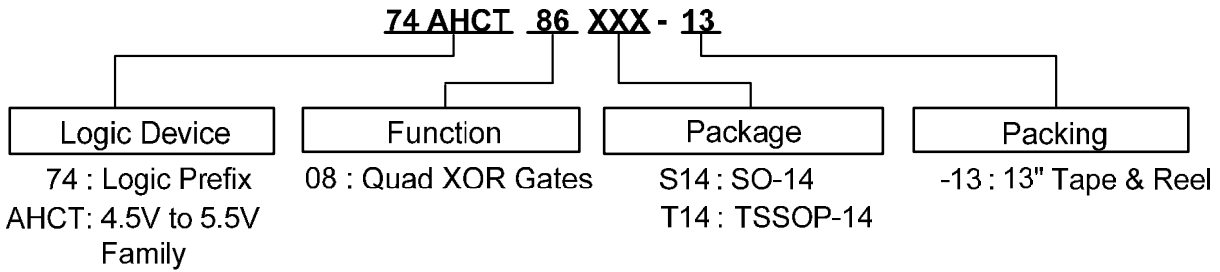 74 AHCT 86 XXX - 13
Logic Device
Function
Package
Packing
74 : Logic Prefix
08 : Quad XOR Gates
S14 : SO-14
-13 : 13" Tape & Reel
AHCT: 4.5V to 5.5V
T14 : TSSOP-14
Family